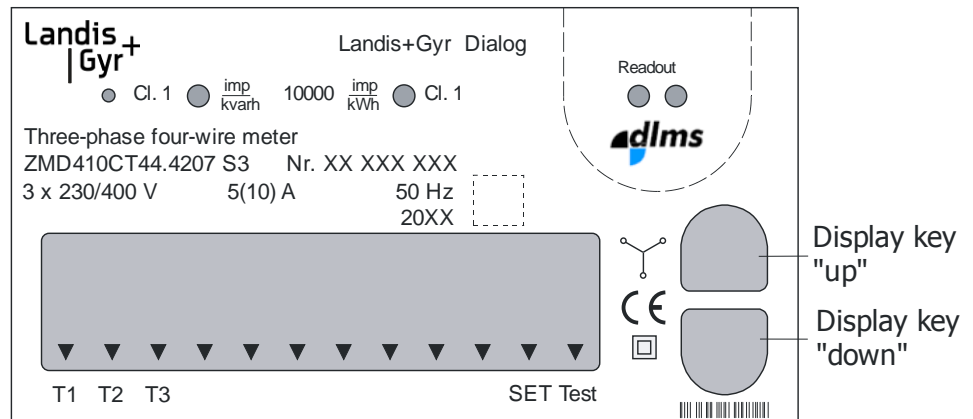 Landis
|Gyr+
Landis+Gyr Dialog
Readout
Cl. 1 imp/kvarh 10000 imp/kWh Cl. 1
dlms
Three-phase four-wire meter
ZMD410CT44.4207 S3 Nr. XX XXX XXX
3 x 230/400 V 5(10) A 50 Hz
20XX
Display key
"up"
CE
Display key
"down"
T1 T2 T3 SET Test